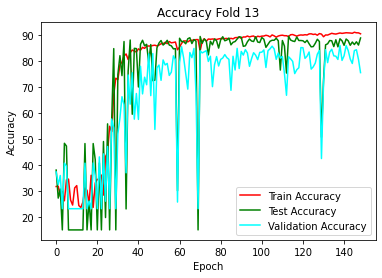 Accuracy Fold 13
Accuracy
90
80
70
60
50
40
30
20
Train Accuracy
Test Accuracy
Validation Accuracy
0 20 40 60 80 100 120 140
Epoch